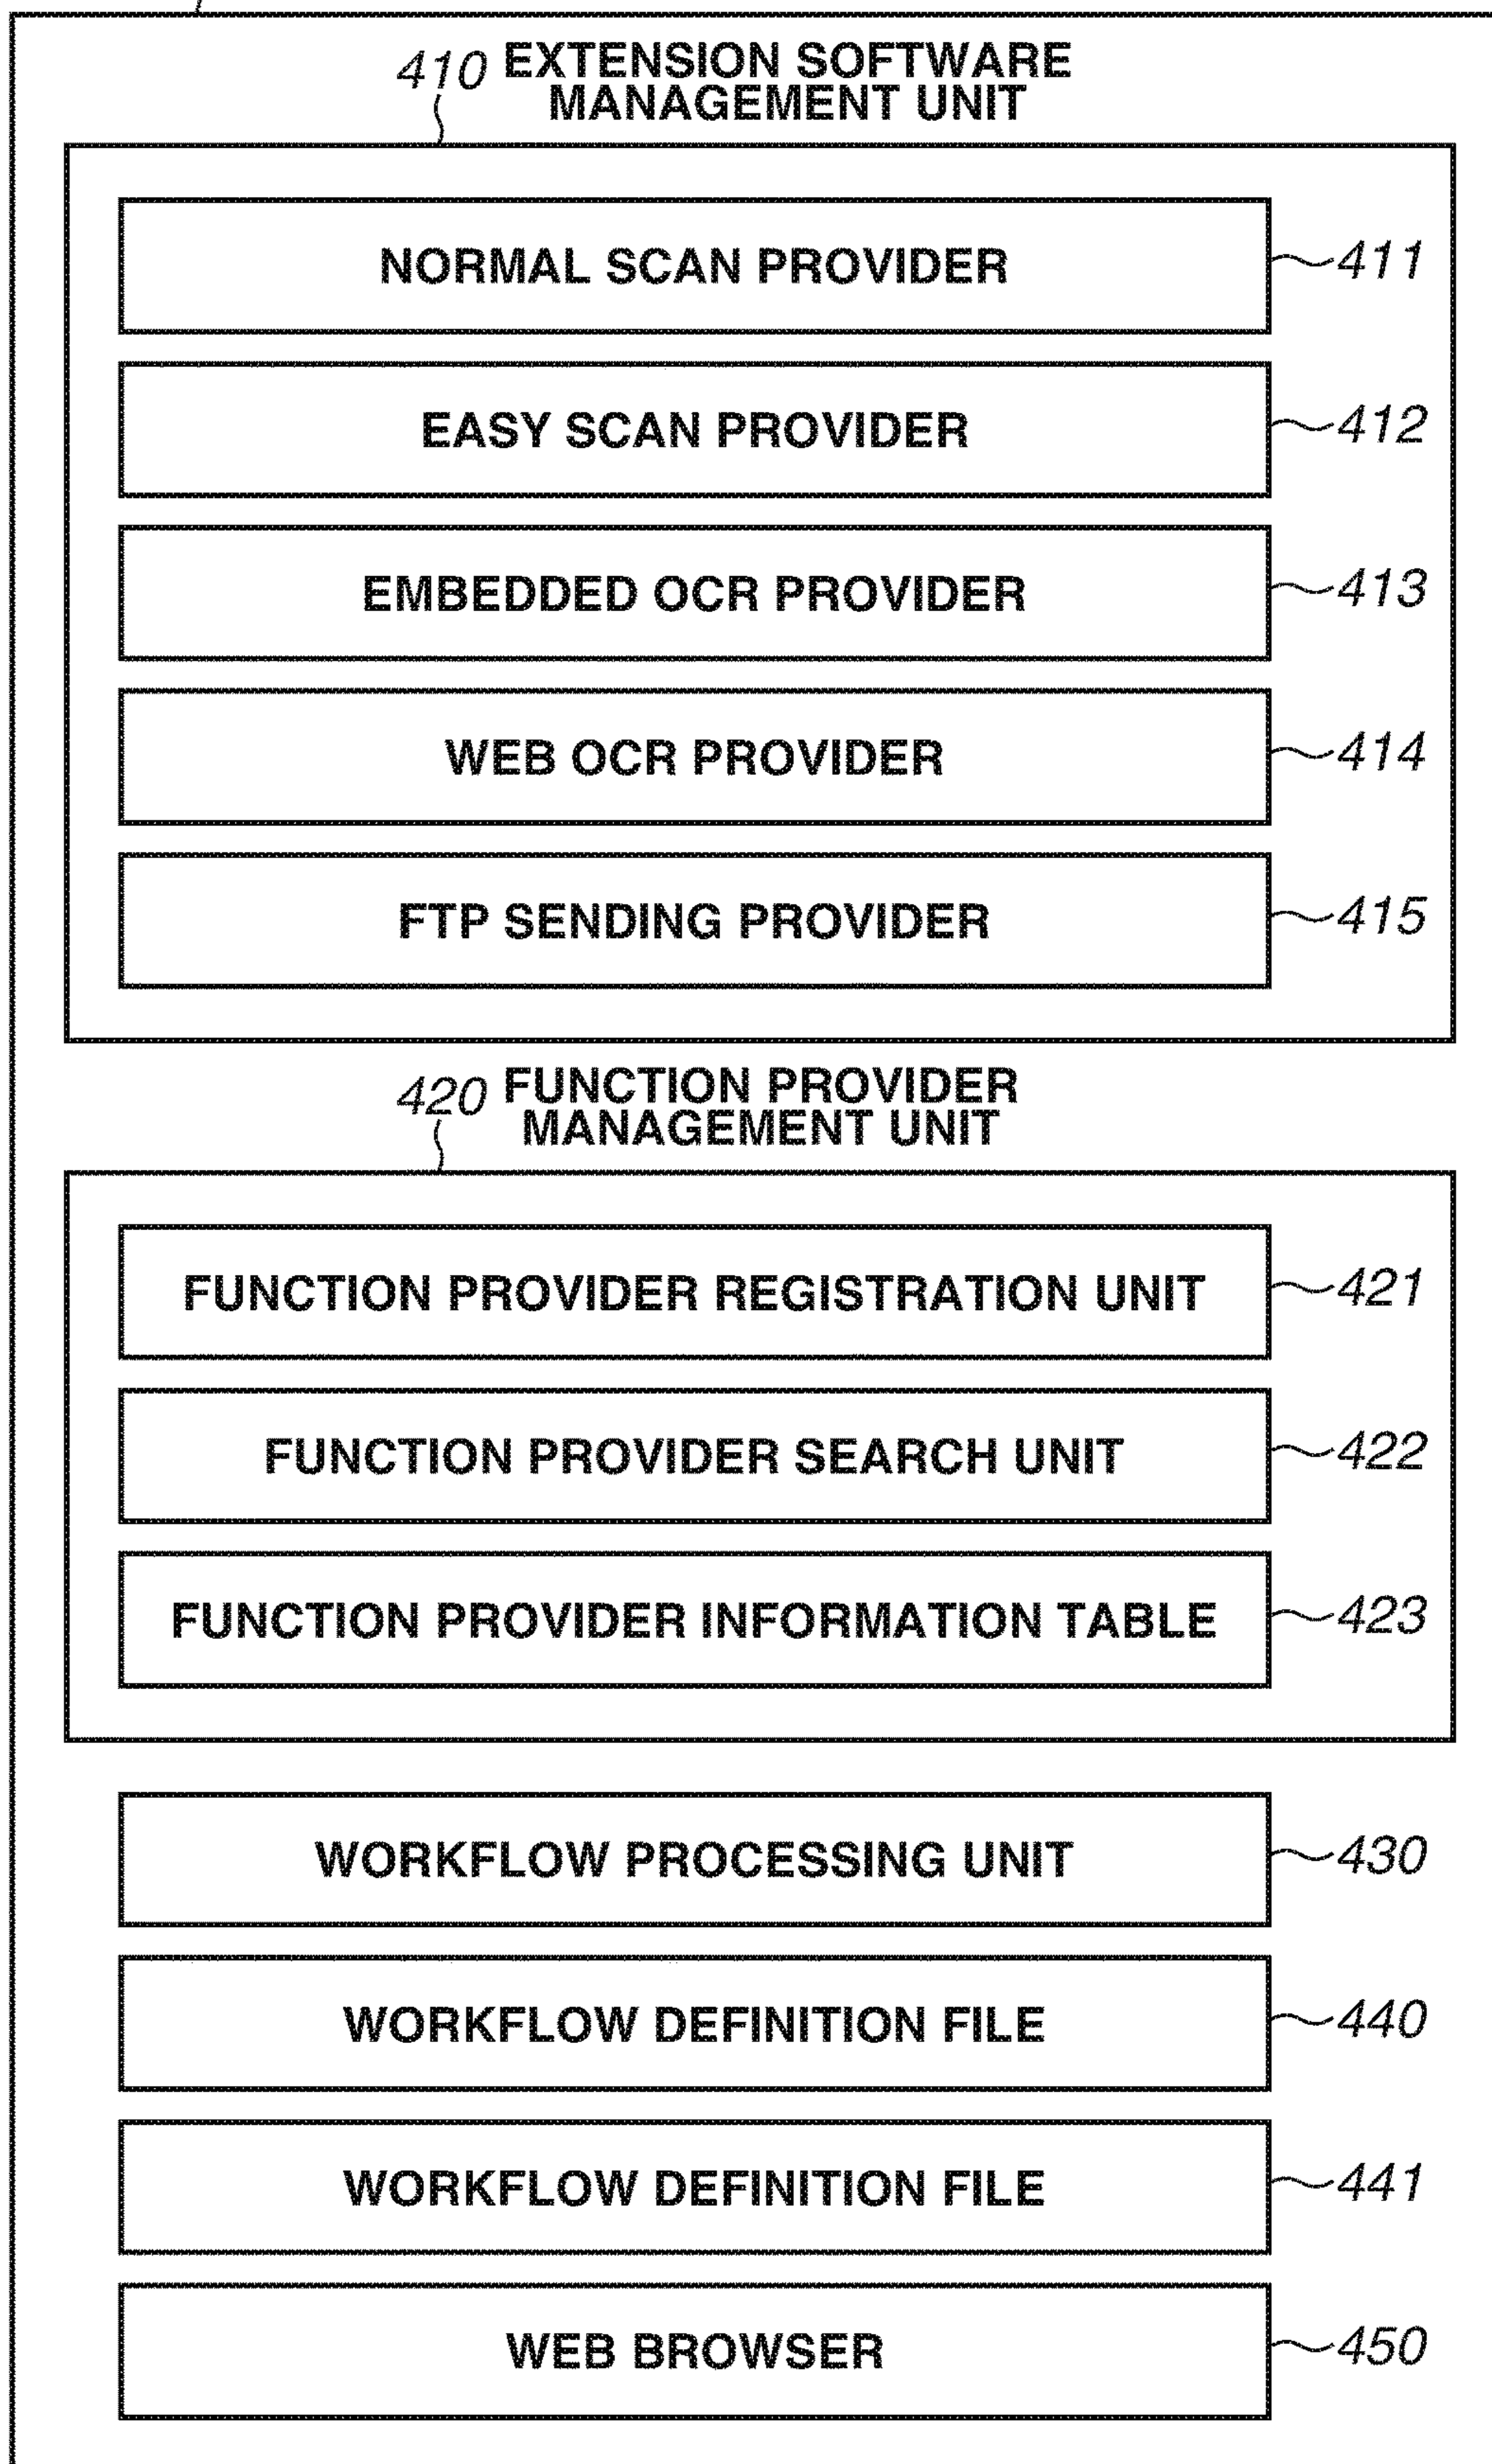 410 EXTENSION SOFTWARE
MANAGEMENT UNIT
NORMAL SCAN PROVIDER 411
EASY SCAN PROVIDER 412
EMBEDDED OCR PROVIDER 413
WEB OCR PROVIDER 414
FTP SENDING PROVIDER 415
420 FUNCTION PROVIDER
MANAGEMENT UNIT
FUNCTION PROVIDER REGISTRATION UNIT 421
FUNCTION PROVIDER SEARCH UNIT 422
FUNCTION PROVIDER INFORMATION TABLE 423
WORKFLOW PROCESSING UNIT 430
WORKFLOW DEFINITION FILE 440
WORKFLOW DEFINITION FILE 441
WEB BROWSER 450